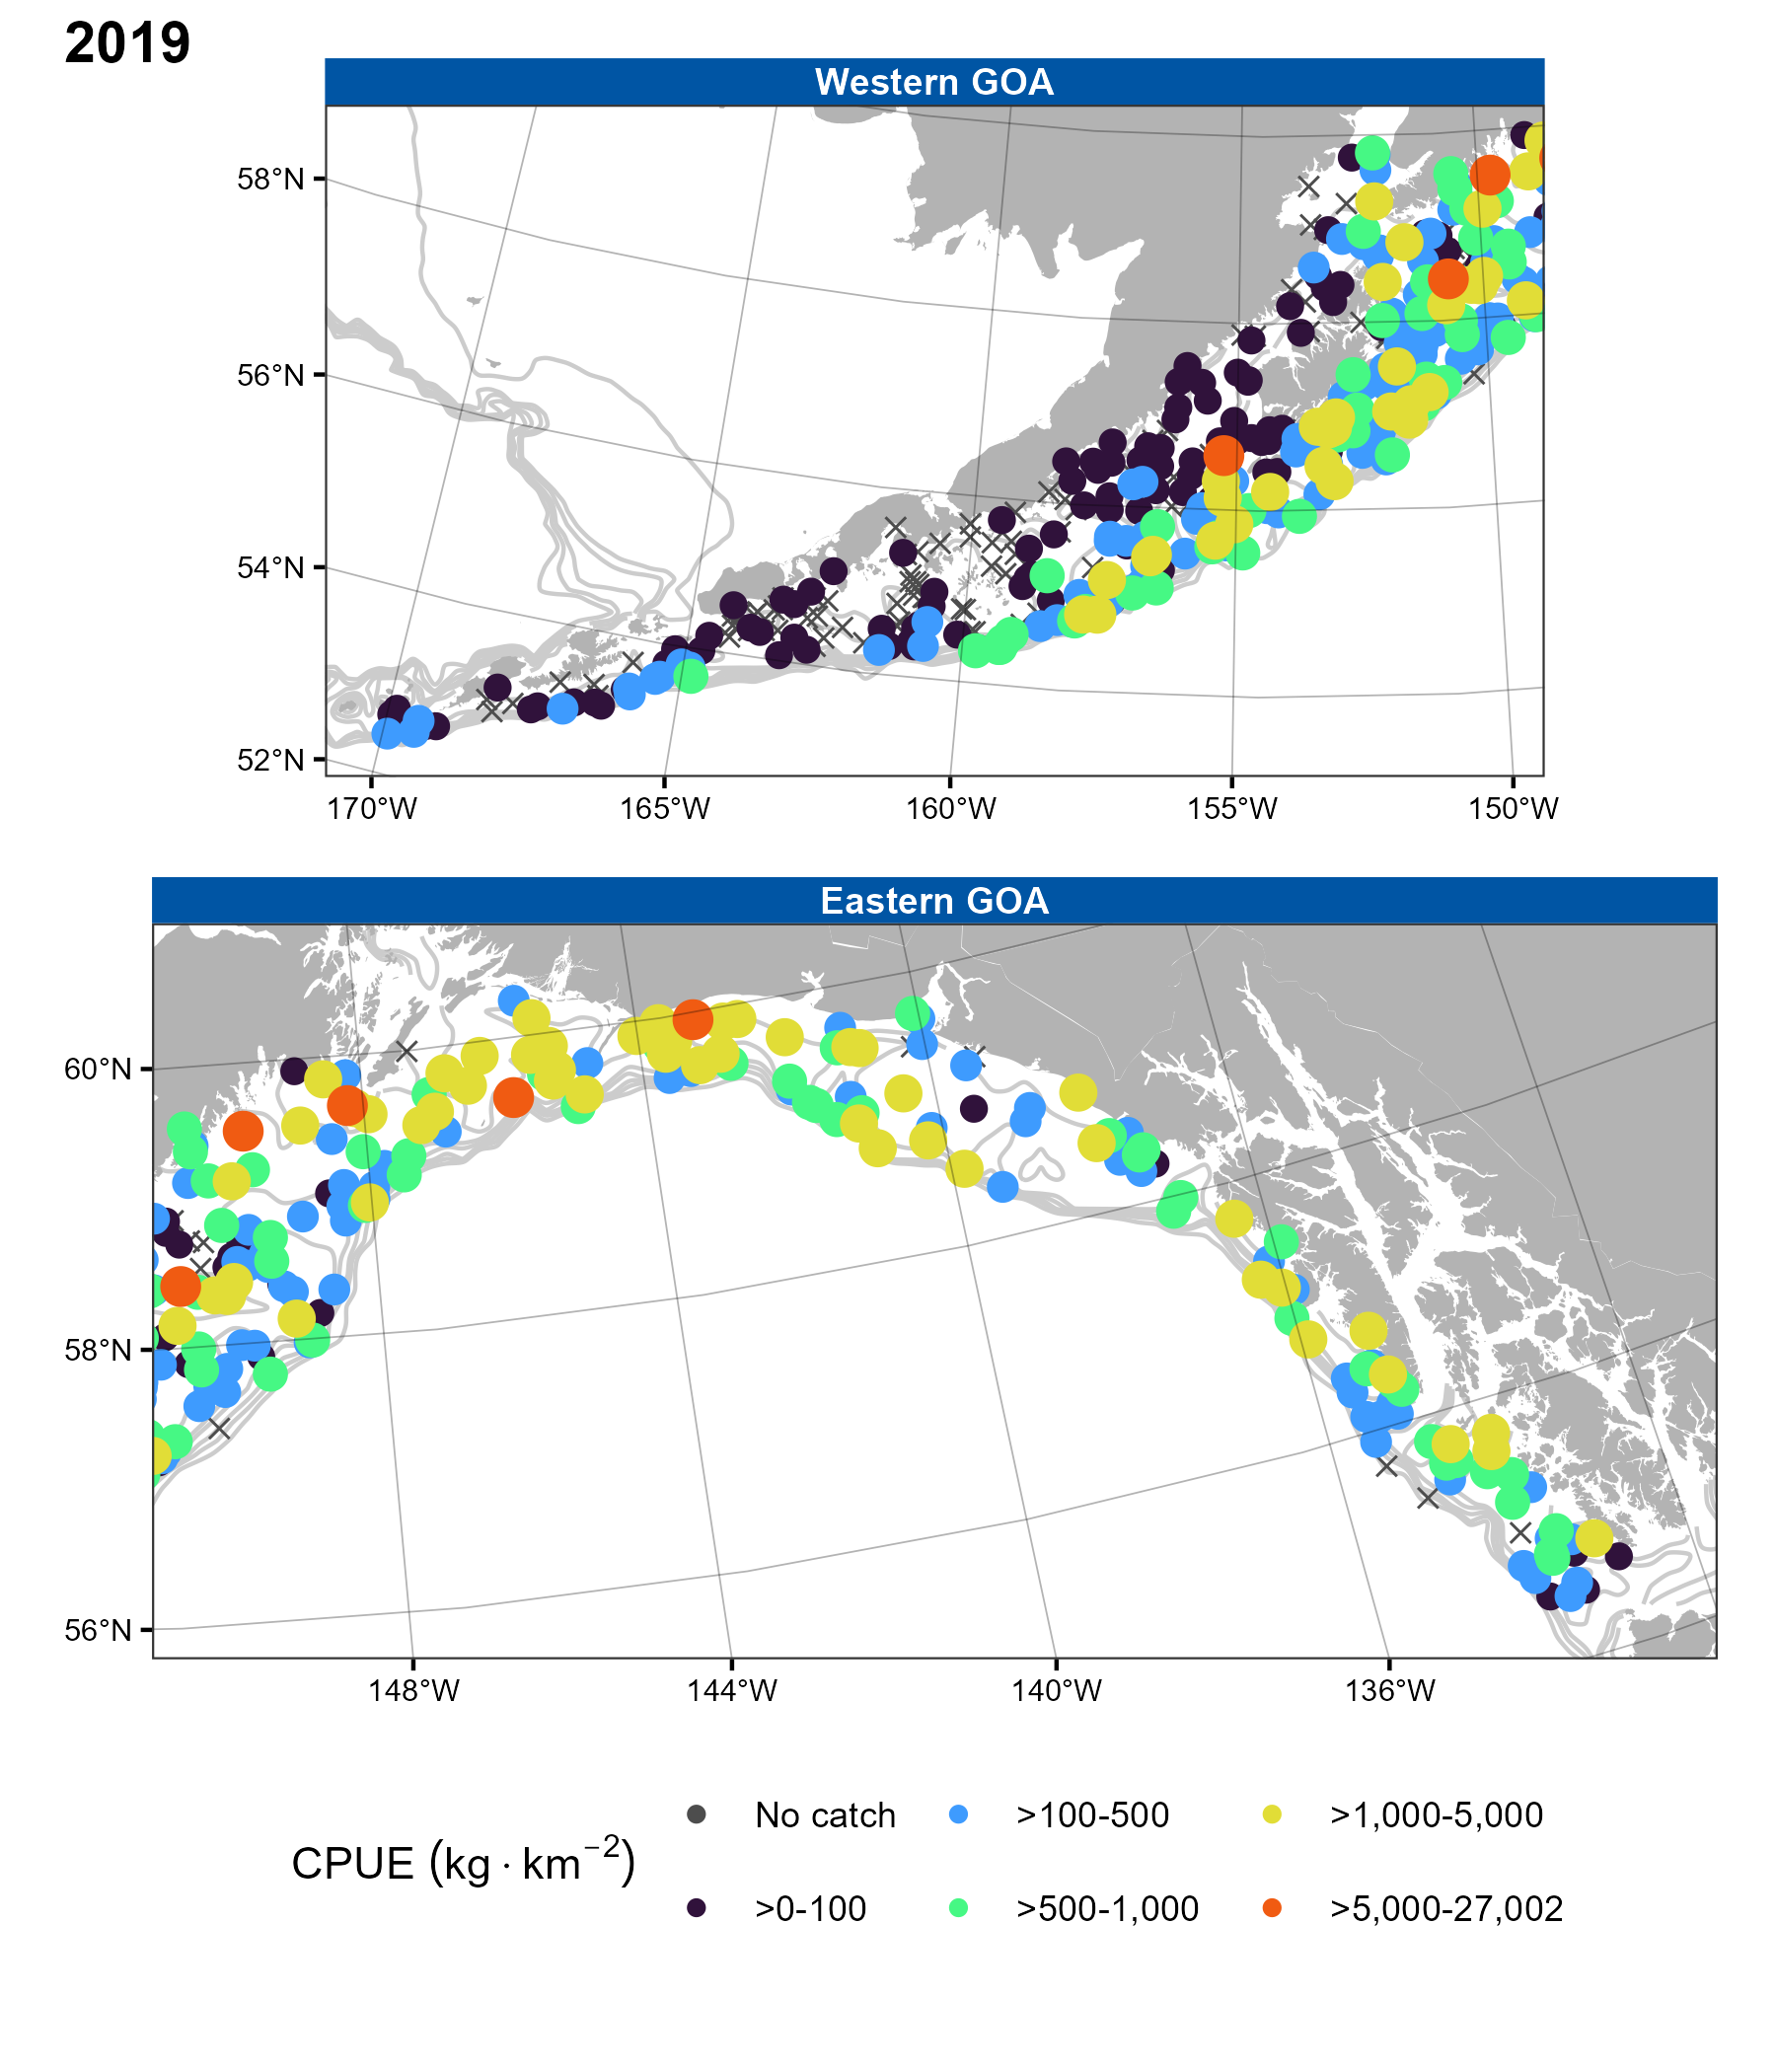 2019
Western GOA
58°N
56°N
54°N
52°N
170°W 165°W 160°W 155°W 150°W
Eastern GOA
60°N
58°N
56°N
148°W 144°W 140°W 136°W
CPUE (kg · km⁻²)
No catch >100-500 >1,000-5,000
>0-100 >500-1,000 >5,000-27,002